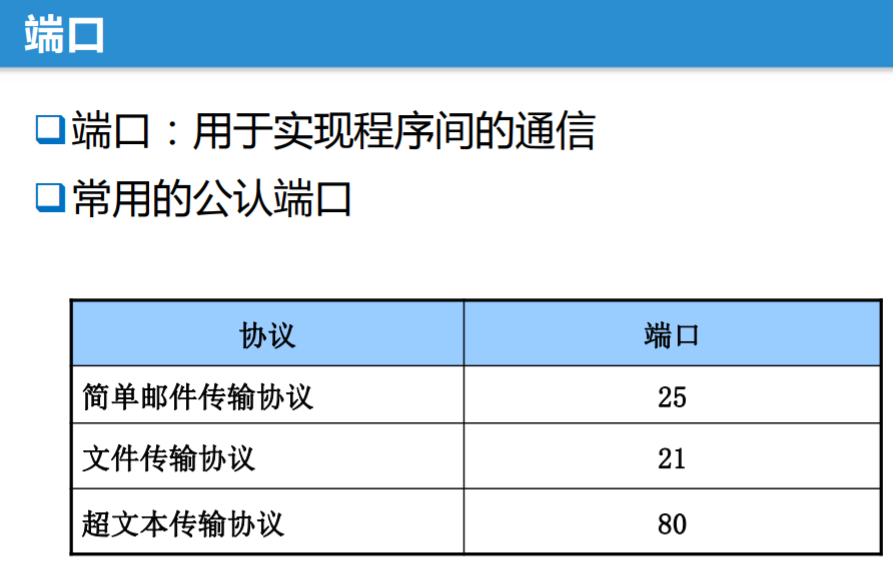 端口
端口：用于实现程序间的通信
常用的公认端口
协议 端口
简单邮件传输协议 25
文件传输协议 21
超文本传输协议 80